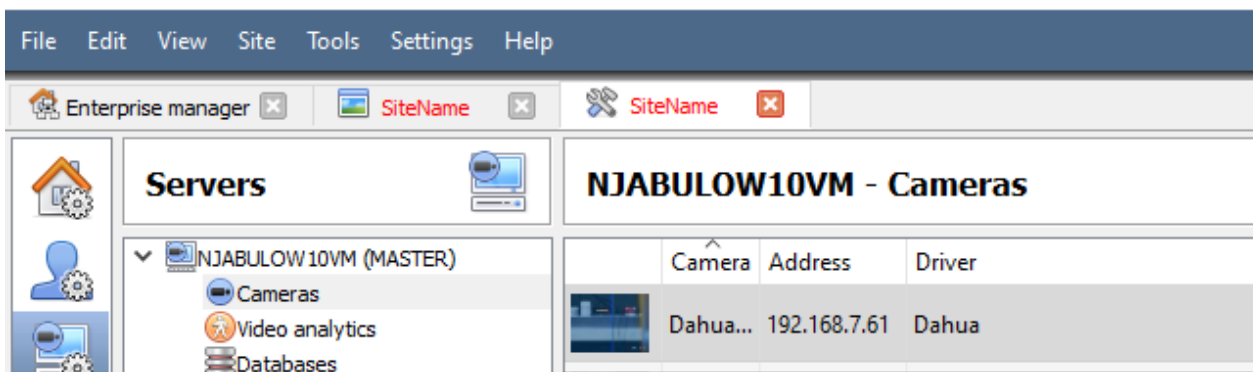 File Edit View Site Tools Settings Help
Enterprise manager SiteName SiteName
Servers
NJABULOW10VM - Cameras
NJABULOW10VM (MASTER)
Cameras
Video analytics
Databases
Camera Address Driver
Dahua... 192.168.7.61 Dahua